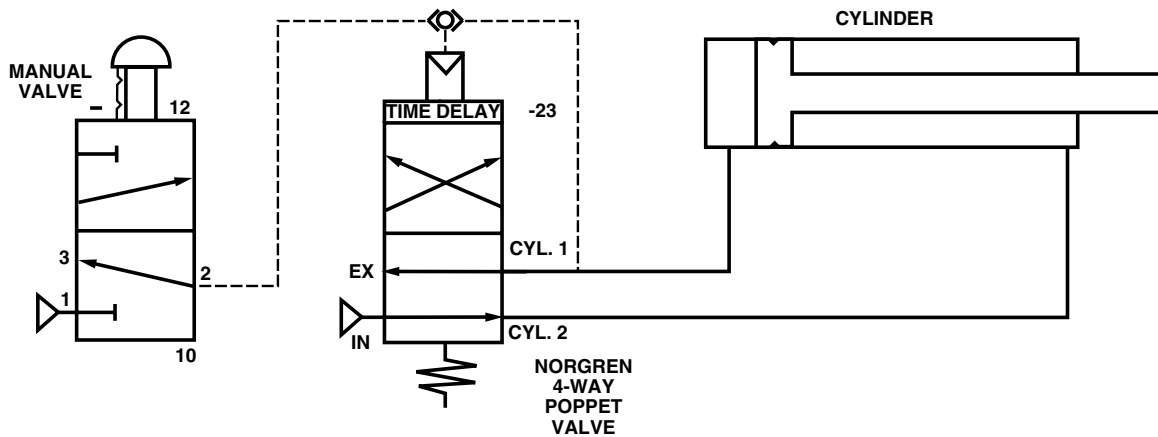 CYLINDER
MANUAL
VALVE
-
12
TIME DELAY
-23
3
2
1
10
CYL. 1
EX
IN
CYL. 2
NORGREN
4-WAY
POPPET
VALVE